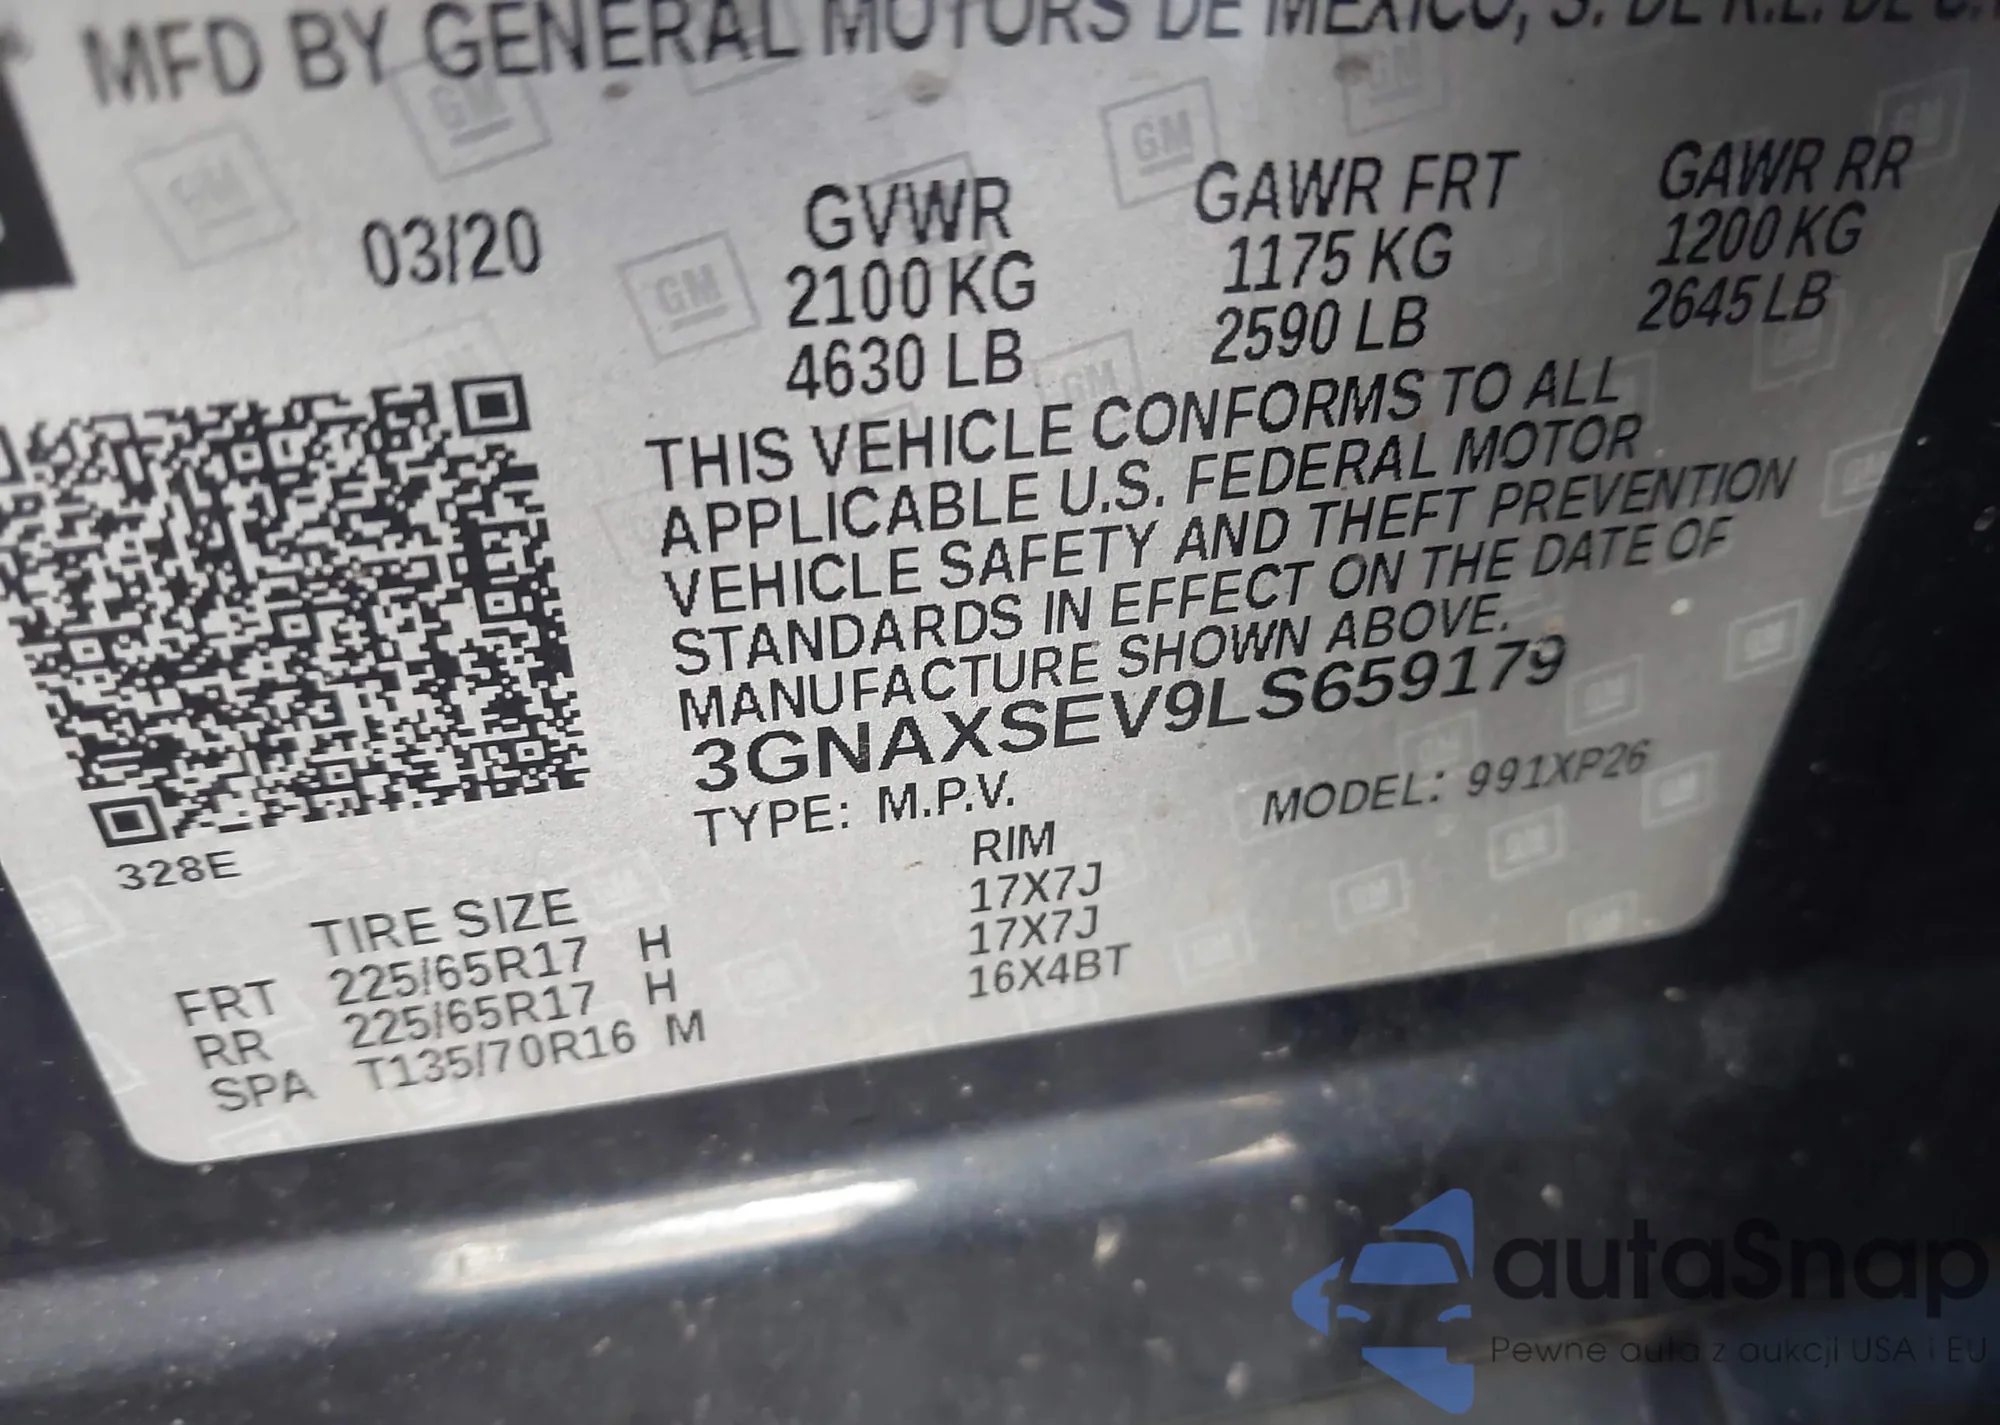 MFD BY GENERAL MOTORS DE MEXICO, S. DE R.L. DE C.
03/20
GVWR
2100 KG
4630 LB
GAWR FRT
1175 KG
2590 LB
GAWR RR
1200 KG
2645 LB
THIS VEHICLE CONFORMS TO ALL
APPLICABLE U.S. FEDERAL MOTOR
VEHICLE SAFETY AND THEFT PREVENTION
STANDARDS IN EFFECT ON THE DATE OF
MANUFACTURE SHOWN ABOVE.
3GNAXSEV9LS659179
TYPE: M.P.V. MODEL: 991XP26
328E
TIRE SIZE RIM
FRT 225/65R17 H 17X7J
RR 225/65R17 H 17X7J
SPA T135/70R16 M 16X4BT
autaSnap
Pewne auta z aukcji USA i EU